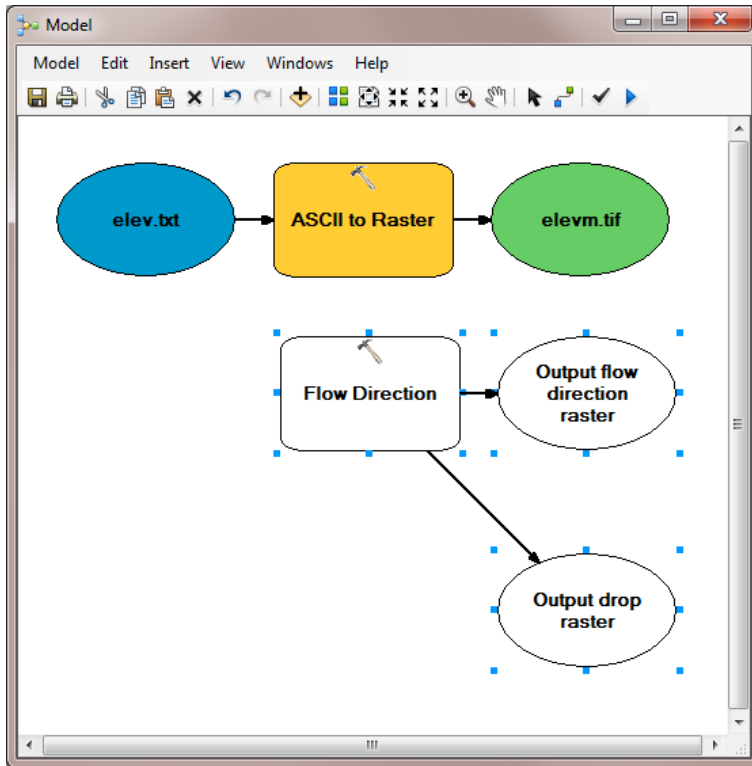 Model
Model Edit Insert View Windows Help
elev.txt
ASCII to Raster
elevm.tif
Flow Direction
Output flow
direction
raster
Output drop
raster